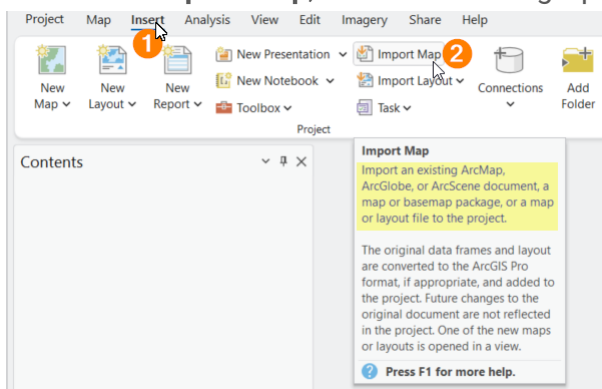 Project Map Insert Analysis View Edit Imagery Share Help
1
New Presentation
Import Map
2
New Notebook
Import Layout
New Map
New Layout
New Report
Toolbox
Task
Connections
Add Folder
Project
Contents
Import Map
Import an existing ArcMap,
ArcGlobe, or ArcScene document, a
map or basemap package, or a map
or layout file to the project.
The original data frames and layout
are converted to the ArcGIS Pro
format, if appropriate, and added to
the project. Future changes to the
original document are not reflected
in the project. One of the new maps
or layouts is opened in a view.
Press F1 for more help.